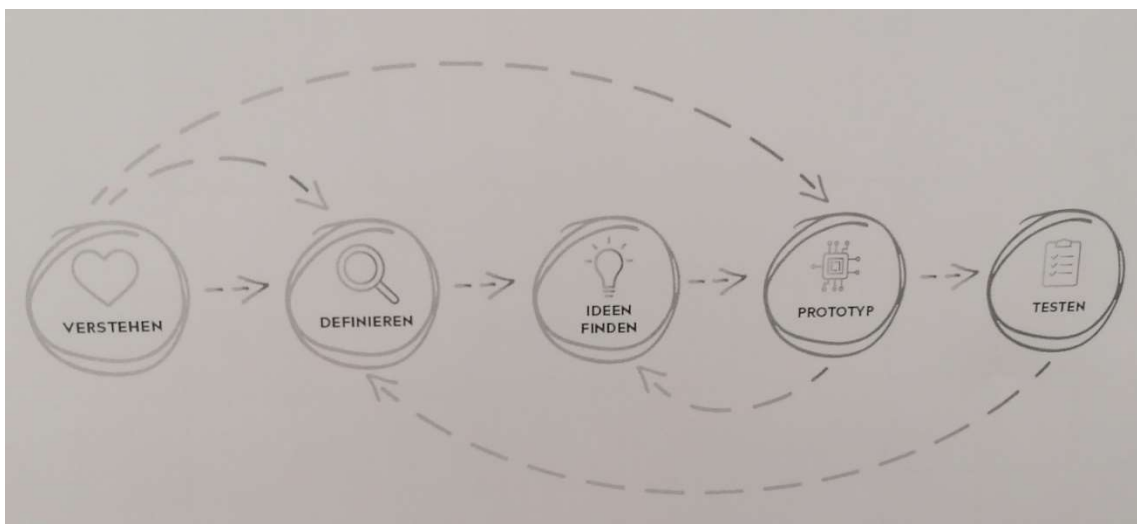 VERSTEHEN
DEFINIEREN
IDEEN
FINDEN
PROTOTYP
TESTEN